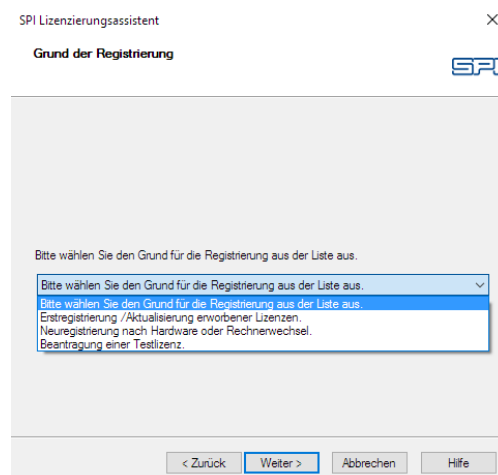 SPI Lizenzierungsassistent
Grund der Registrierung
SPI
Bitte wählen Sie den Grund für die Registrierung aus der Liste aus.
Bitte wählen Sie den Grund für die Registrierung aus der Liste aus.
Bitte wählen Sie den Grund für die Registrierung aus der Liste aus.
Erstregistrierung /Aktualisierung erworbener Lizenzen.
Neuregistrierung nach Hardware oder Rechnerwechsel.
Beantragung einer Testlizenz.
< Zurück Weiter > Abbrechen Hilfe